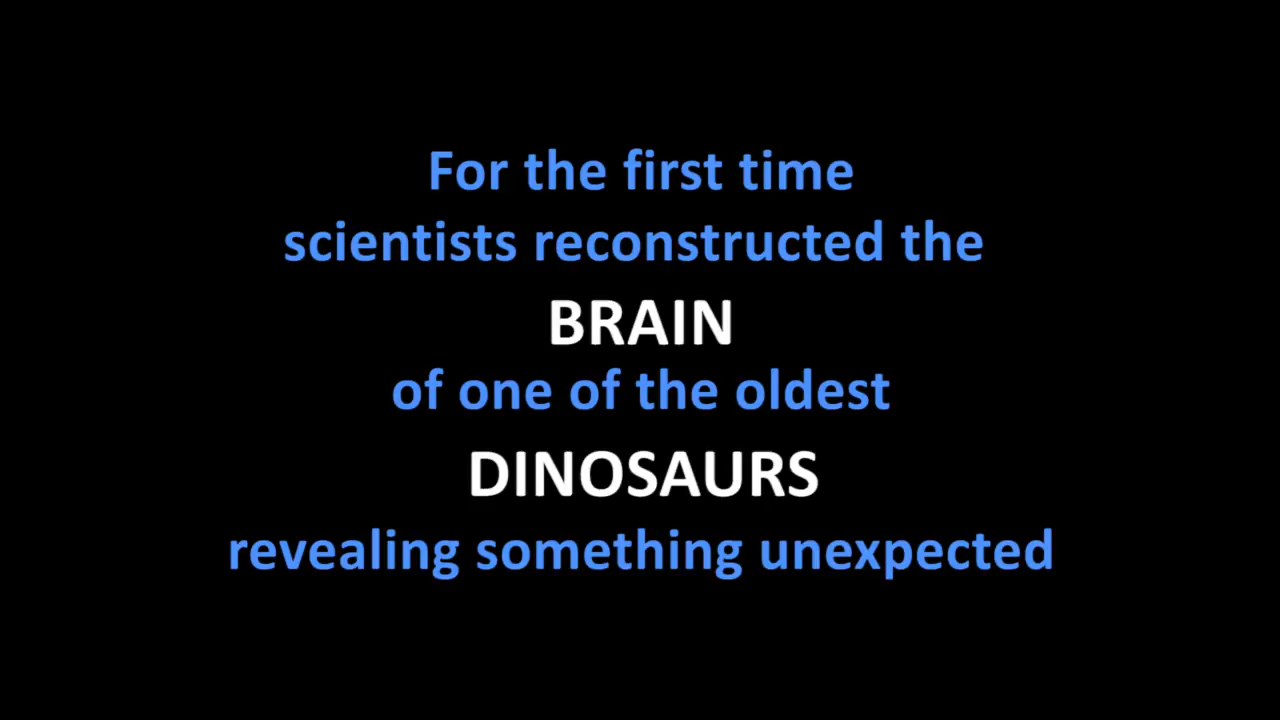 For the first time
scientists reconstructed the
BRAIN
of one of the oldest
DINOSAURS
revealing something unexpected